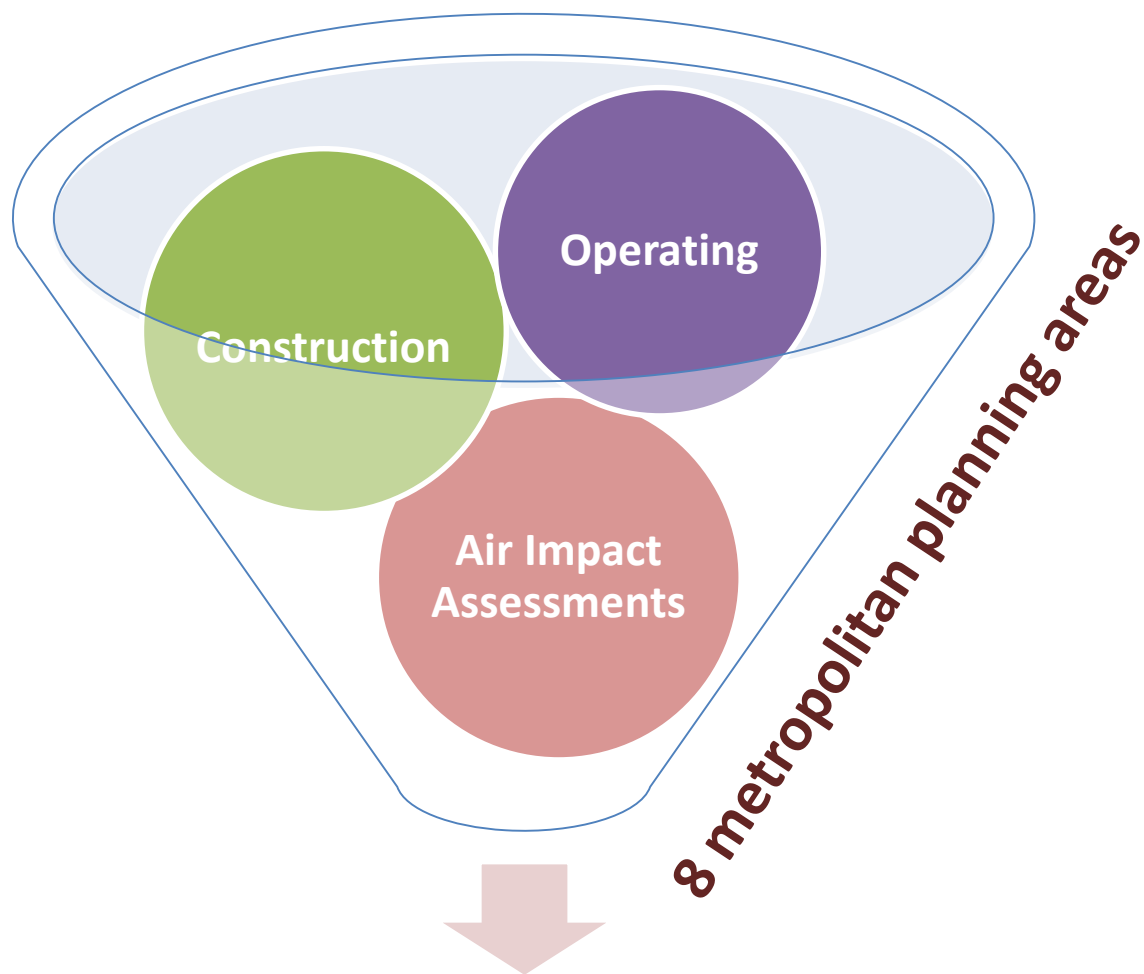 Operating
Construction
Air Impact
Assessments
8 metropolitan planning areas